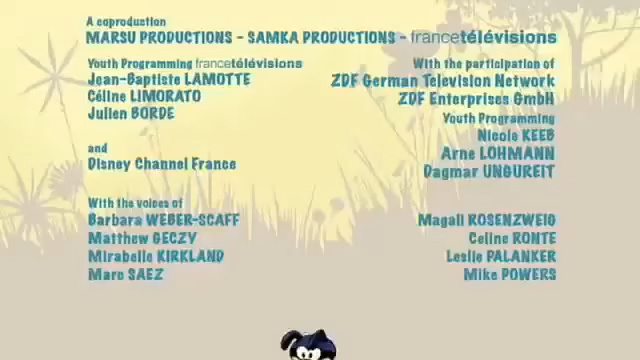 A coproduction
MARSU PRODUCTIONS - SAMKA PRODUCTIONS - francetélévisions
Youth Programming francetélévisions
Jean-Baptiste LAMOTTE
Céline LIMORATO
Julien BORDE
and
Disney Channel France
With the participation of
ZDF German Television Network
ZDF Enterprises GmbH
Youth Programming
Nicole KEEB
Arne LOHMANN
Dagmar UNGUREIT
With the voices of
Barbara WEBER-SCAFF
Matthew GECZY
Mirabelle KIRKLAND
Marc SAEZ
Magali ROSENZWEIG
Celine RONTE
Leslie PALANKER
Mike POWERS